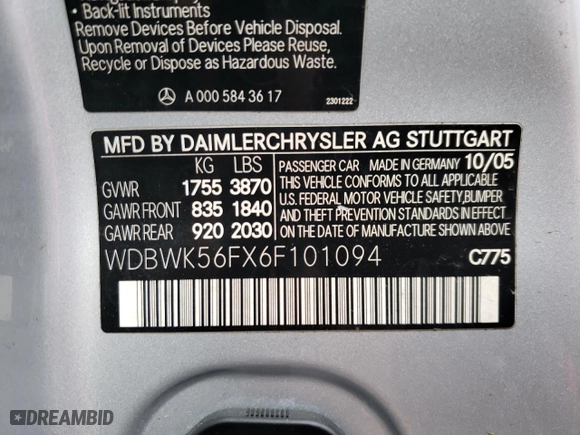 • Back-lit Instruments
Remove Devices Before Vehicle Disposal.
Upon Removal of Devices Please Reuse,
Recycle or Dispose as Hazardous Waste.
A 000 584 36 17
2301222
MFD BY DAIMLERCHRYSLER AG STUTTGART
KG LBS
GVWR 1755 3870
GAWR FRONT 835 1840
GAWR REAR 920 2030
PASSENGER CAR MADE IN GERMANY 10/05
THIS VEHICLE CONFORMS TO ALL APPLICABLE
U.S. FEDERAL MOTOR VEHICLE SAFETY, BUMPER
AND THEFT PREVENTION STANDARDS IN EFFECT
ON THE DATE OF MANUFACTURE SHOWN ABOVE.
WDBWK56FX6F101094
C775
DREAMBID